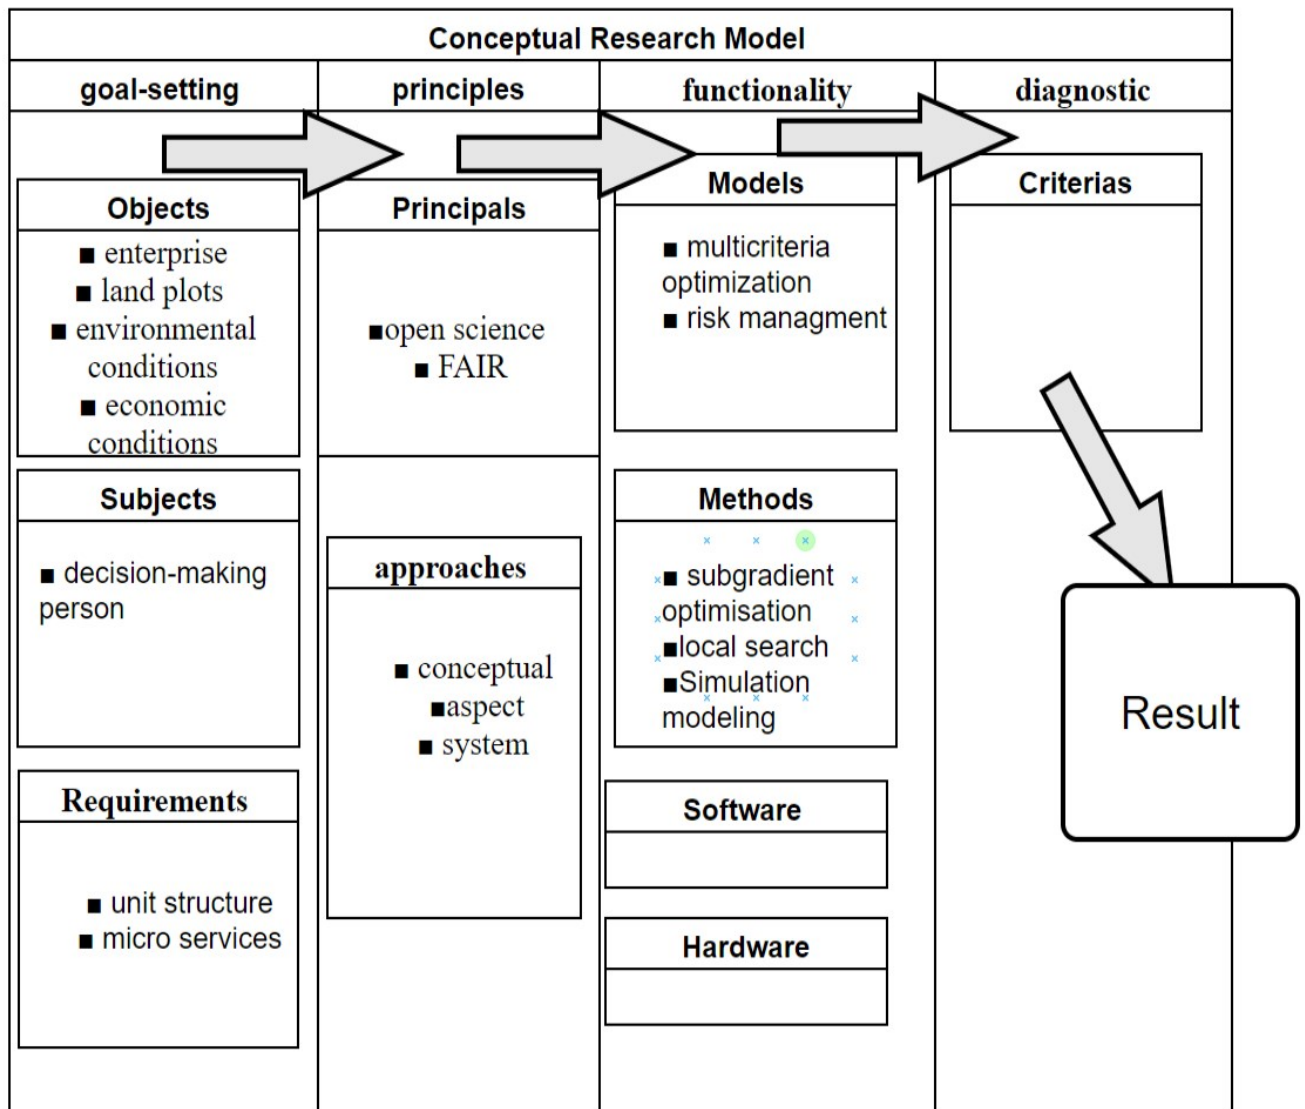 Conceptual Research Model
goal-setting
principles
functionality
diagnostic
Objects
■ enterprise
■ land plots
■ environmental
conditions
■ economic
conditions
Subjects
■ decision-making
person
Requirements
■ unit structure
■ micro services
Principals
■open science
■ FAIR
approaches
■ conceptual
■aspect
■ system
Models
■ multicriteria
optimization
■ risk managment
Methods
■ subgradient
optimisation
■local search
■Simulation
modeling
Software
Hardware
Criterias
Result